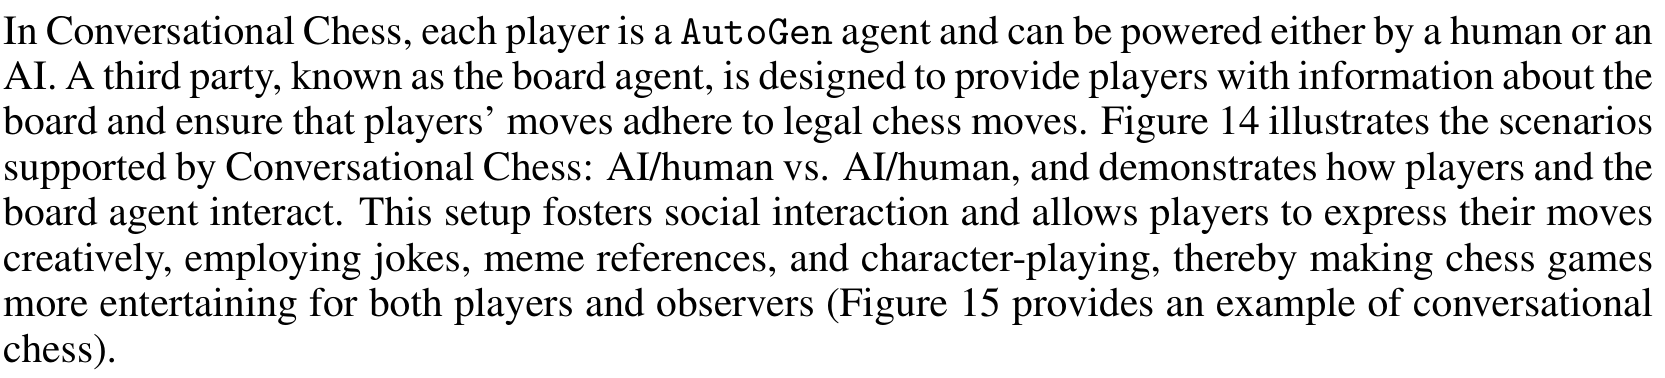 In Conversational Chess, each player is a AutoGen agent and can be powered either by a human or an
AI. A third party, known as the board agent, is designed to provide players with information about the
board and ensure that players’ moves adhere to legal chess moves. Figure 14 illustrates the scenarios
supported by Conversational Chess: AI/human vs. AI/human, and demonstrates how players and the
board agent interact. This setup fosters social interaction and allows players to express their moves
creatively, employing jokes, meme references, and character-playing, thereby making chess games
more entertaining for both players and observers (Figure 15 provides an example of conversational
chess).